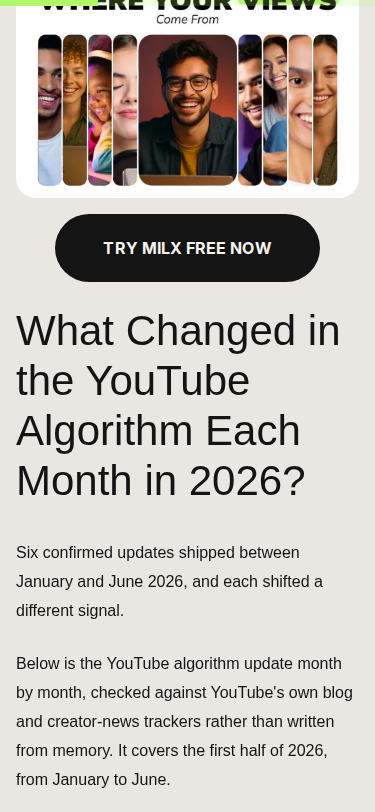 WHERE YOUR VIEWS
Come From
TRY MILX FREE NOW
What Changed in
the YouTube
Algorithm Each
Month in 2026?
Six confirmed updates shipped between
January and June 2026, and each shifted a
different signal.
Below is the YouTube algorithm update month
by month, checked against YouTube's own blog
and creator-news trackers rather than written
from memory. It covers the first half of 2026,
from January to June.